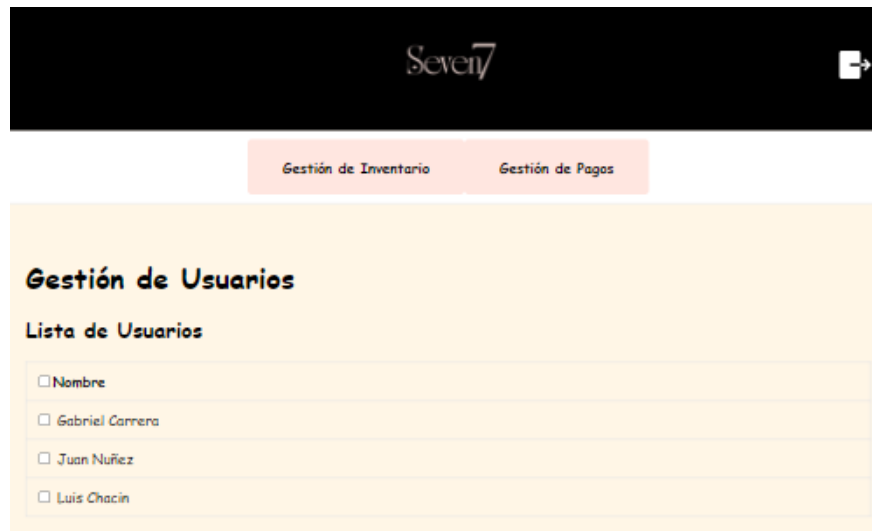 Seven7
Gestión de Inventario Gestión de Pagos
Gestión de Usuarios
Lista de Usuarios
Nombre
Gabriel Carrera
Juan Nuñez
Luis Chacin